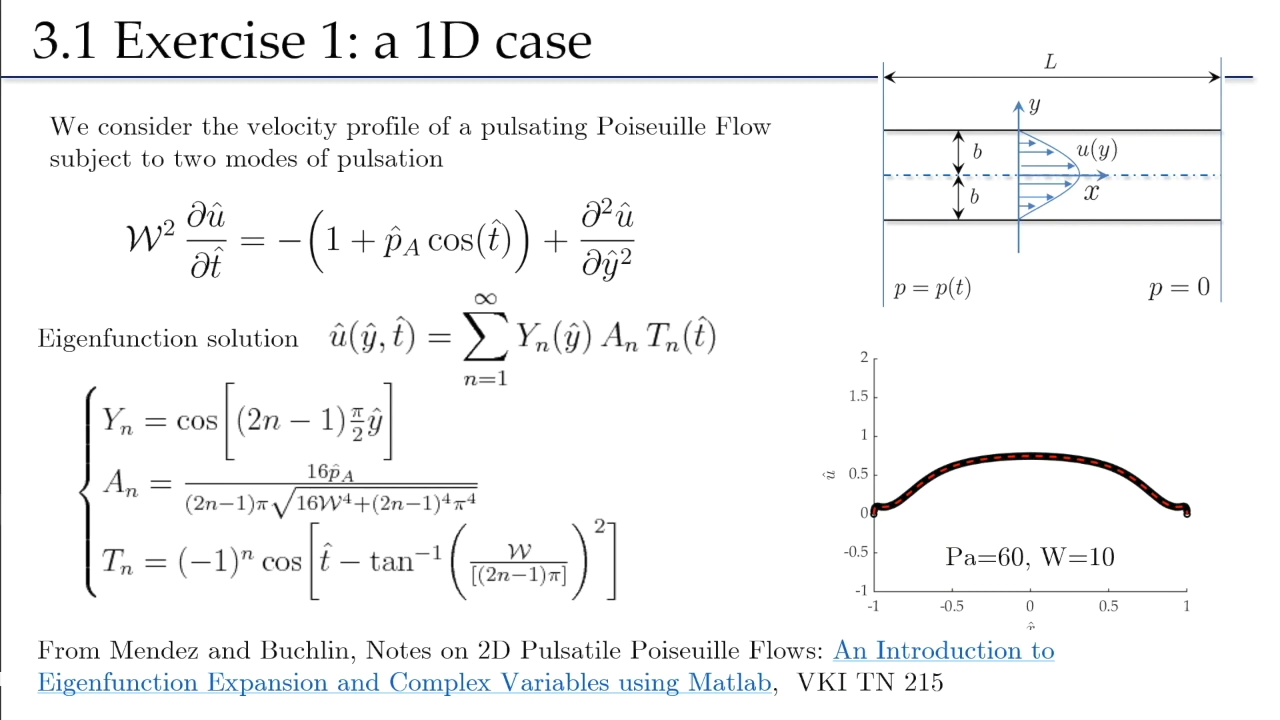 3.1 Exercise 1: a 1D case
We consider the velocity profile of a pulsating Poiseuille Flow
subject to two modes of pulsation
𝒲² ∂û/∂t̂ = −(1 + p̂_A cos(t̂)) + ∂²û/∂ŷ²
Eigenfunction solution û(ŷ, t̂) = ∑_{n=1}^{∞} Y_n(ŷ) A_n T_n(t̂)
Y_n = cos[(2n − 1)π/2 ŷ]
A_n = 16p̂_A / ((2n−1)π√(16𝒲⁴+(2n−1)⁴π⁴))
T_n = (−1)ⁿ cos[t̂ − tan⁻¹(𝒲/[(2n−1)π])²]
L
y
b
u(y)
b
x
p = p(t)
p = 0
2
1.5
1
0.5
0
-0.5
-1
û
Pa=60, W=10
-1 -0.5 0 0.5 1
From Mendez and Buchlin, Notes on 2D Pulsatile Poiseuille Flows: An Introduction to
Eigenfunction Expansion and Complex Variables using Matlab, VKI TN 215